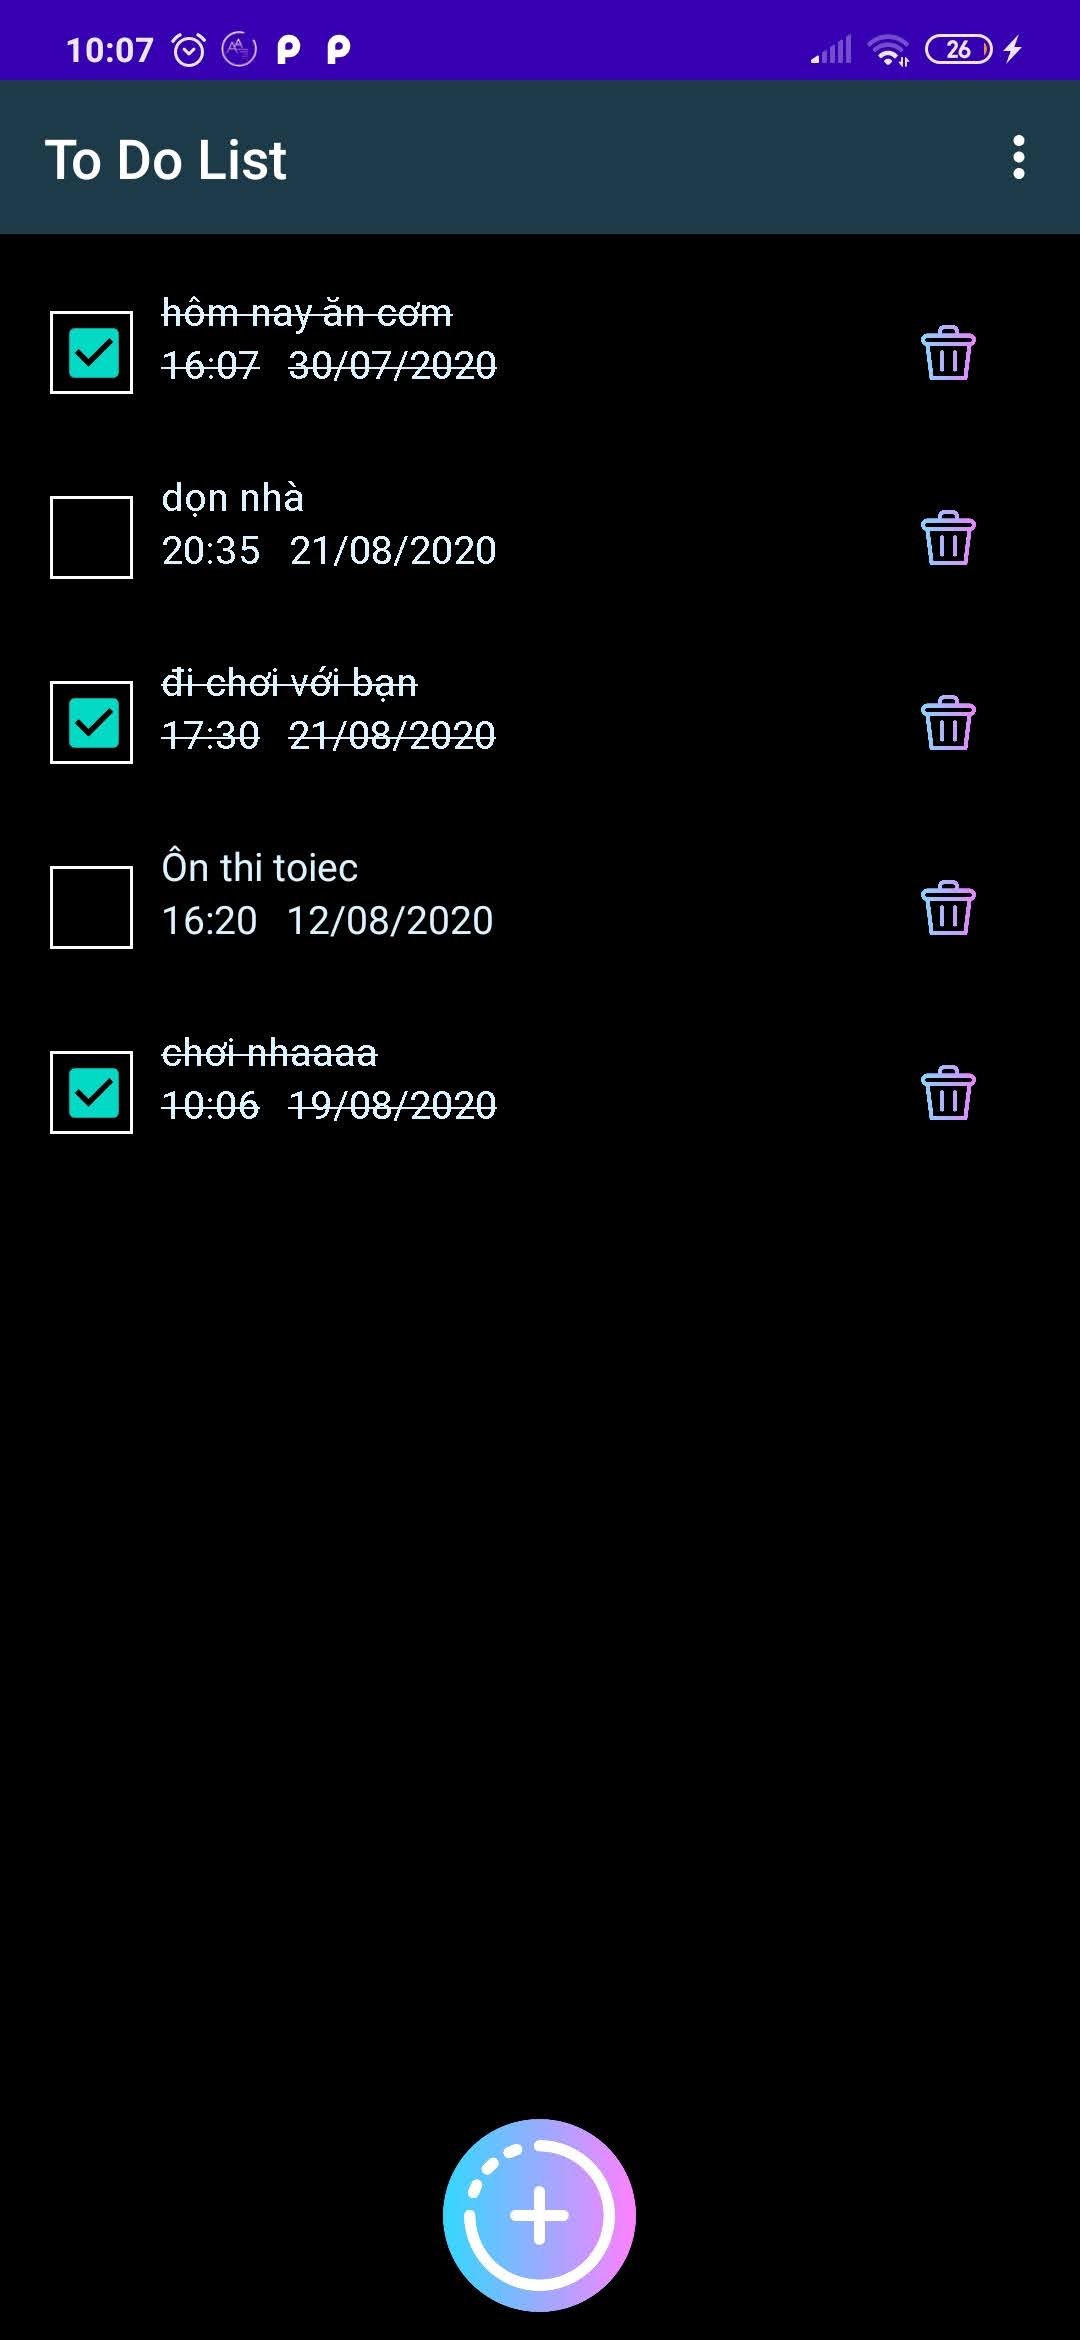 10:07 26
To Do List
hôm nay ăn cơm
16:07 30/07/2020
dọn nhà
20:35 21/08/2020
đi chơi với bạn
17:30 21/08/2020
Ôn thi toiec
16:20 12/08/2020
chơi nhaaaa
10:06 19/08/2020